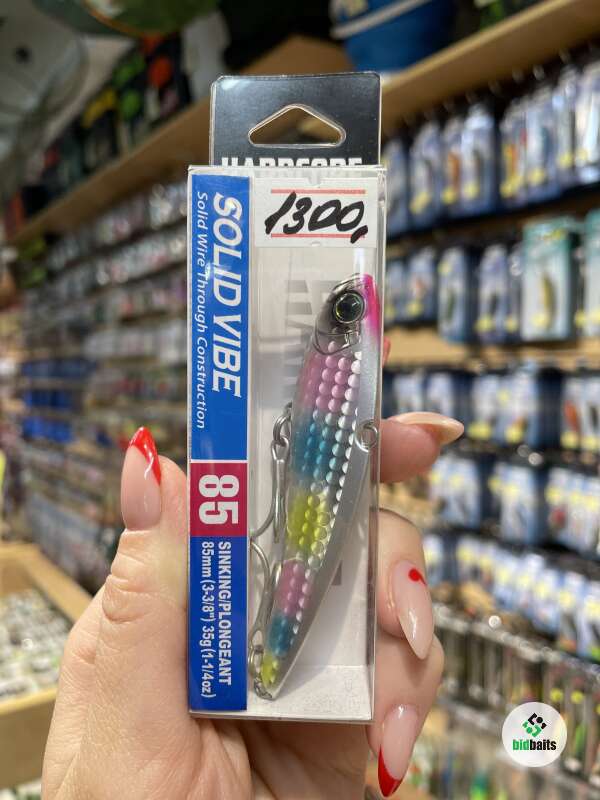 HARDCORE
1300,
SOLID VIBE
Solid Wire Through Construction
85
SINKING/PLONGEANT
85mm (3-3/8") 35g (1-1/4oz)
bidbaits